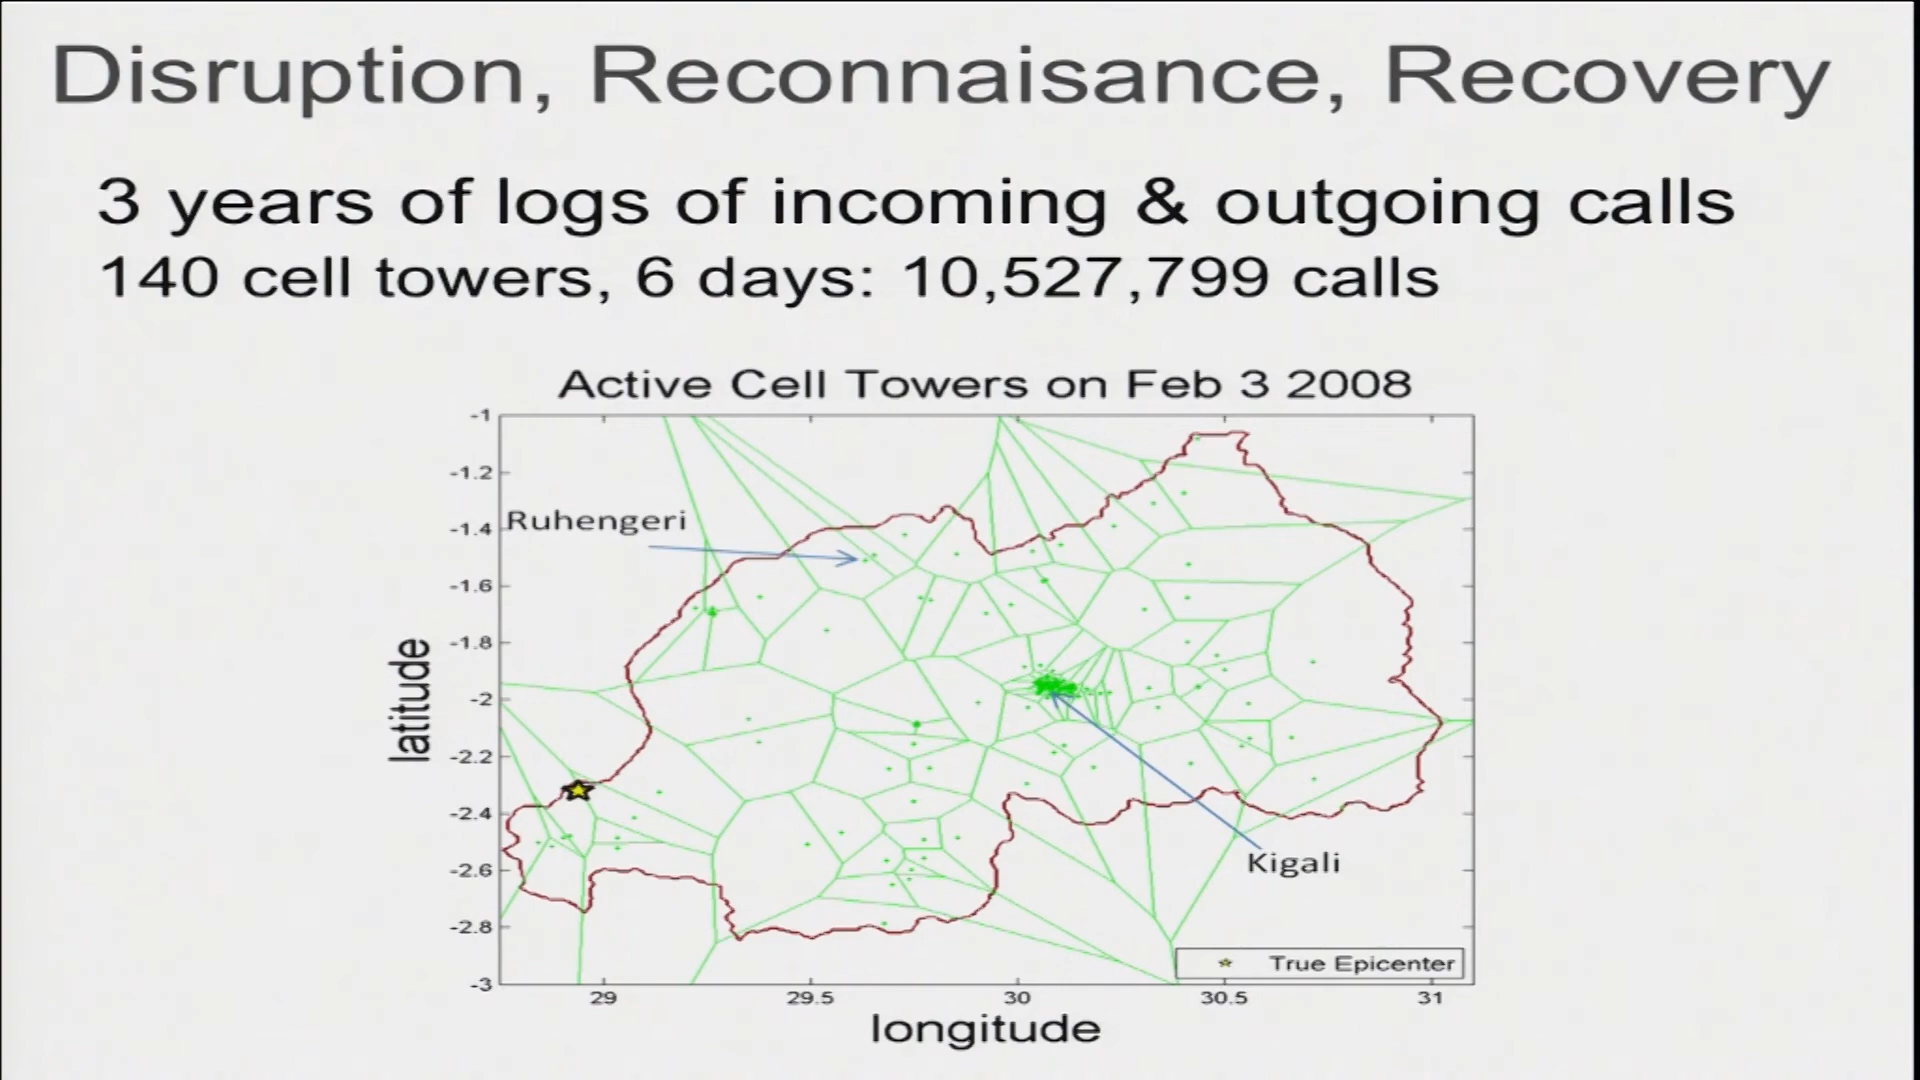 Disruption, Reconnaisance, Recovery
3 years of logs of incoming & outgoing calls
140 cell towers, 6 days: 10,527,799 calls
Active Cell Towers on Feb 3 2008
-1
-1.2
-1.4
-1.6
-1.8
-2
-2.2
-2.4
-2.6
-2.8
-3
latitude
Ruhengeri
Kigali
True Epicenter
29
29.5
30
30.5
31
longitude